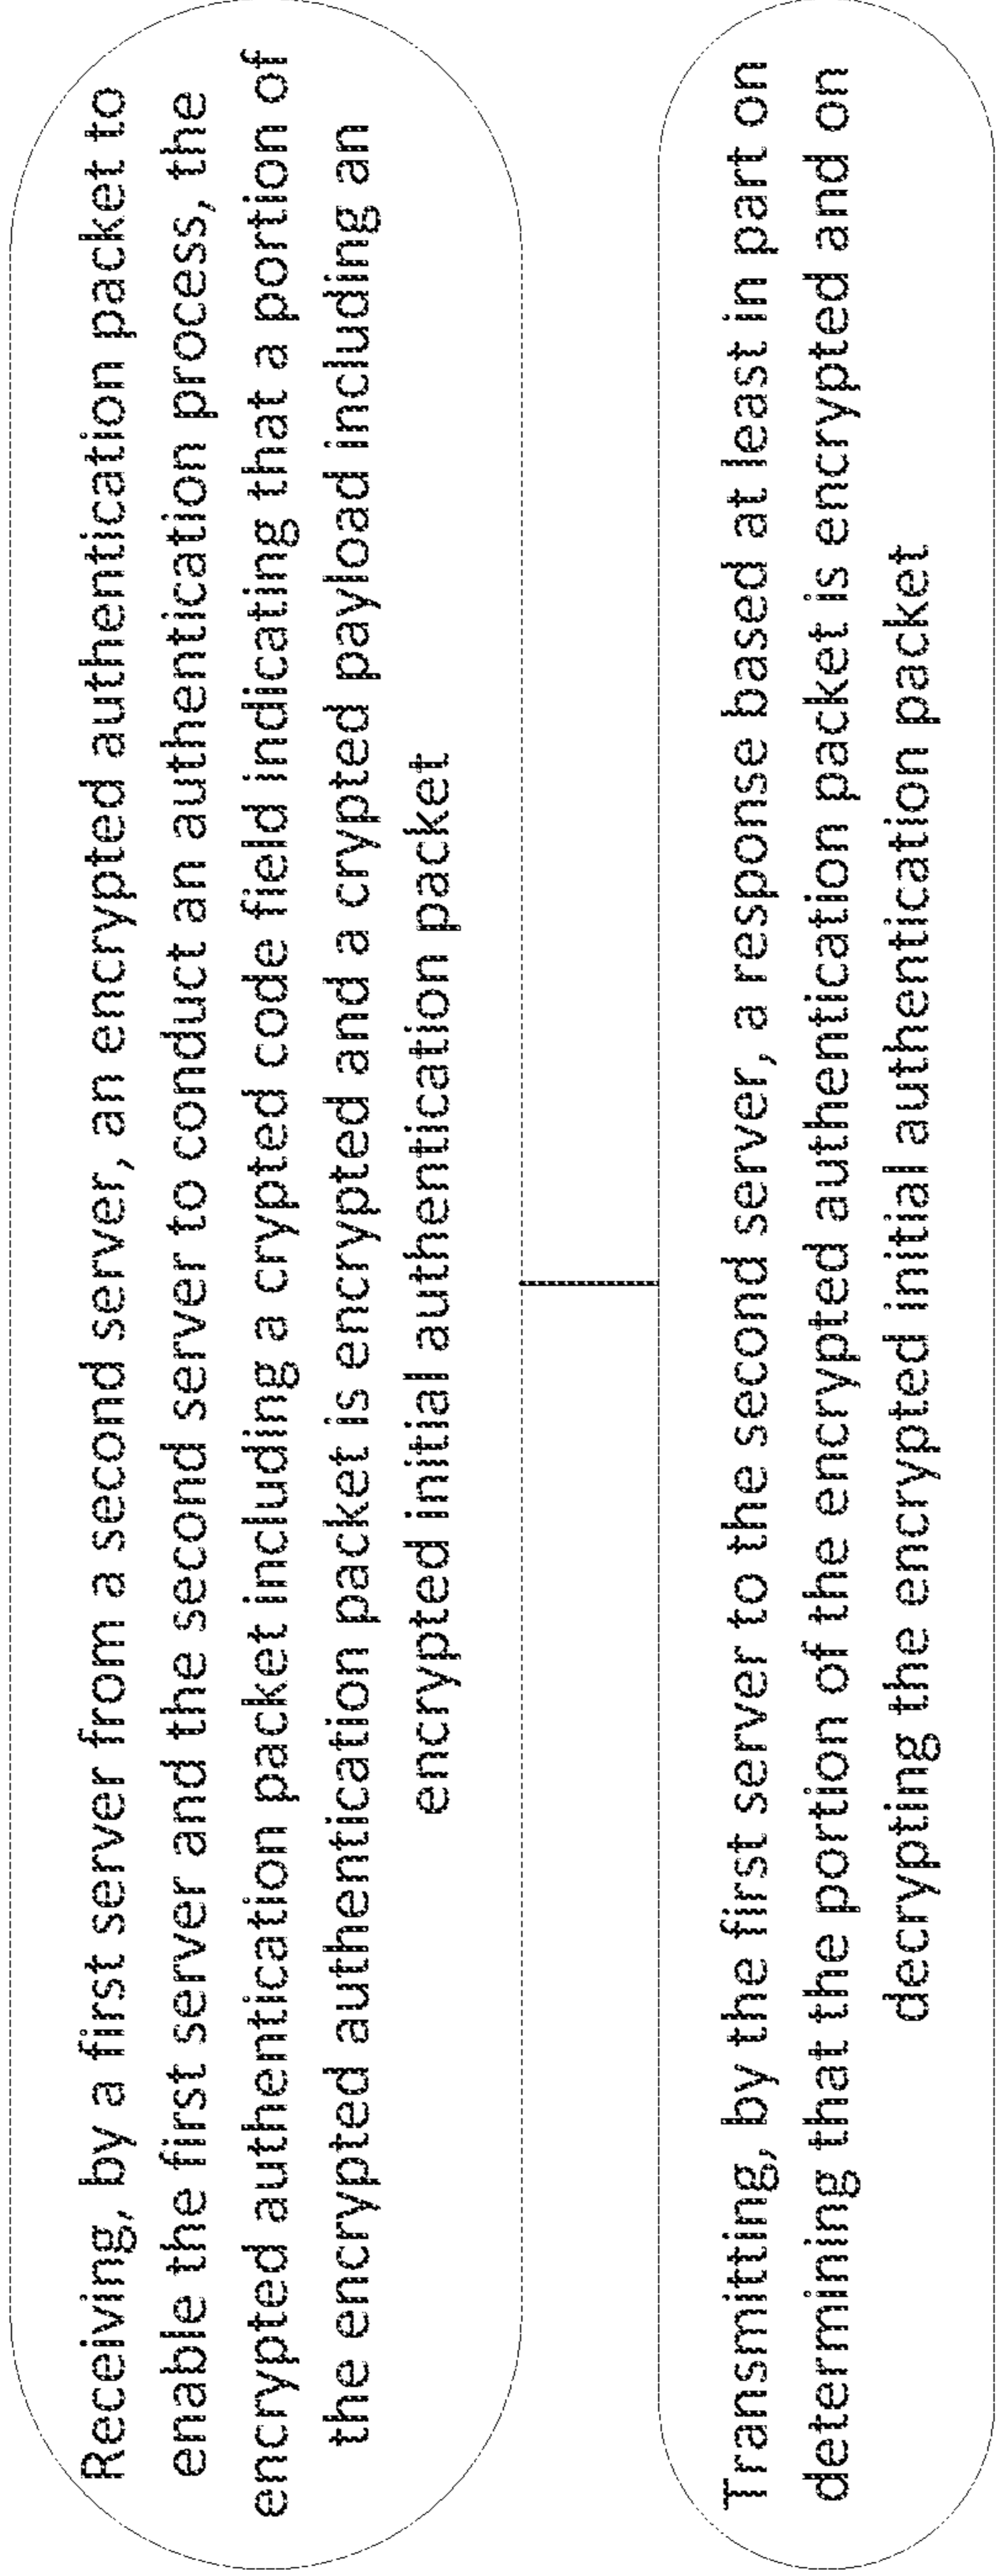 Receiving, by a first server from a second server, an encrypted authentication packet to
enable the first server and the second server to conduct an authentication process, the
encrypted authentication packet including a crypted code field indicating that a portion of
the encrypted authentication packet is encrypted and a crypted payload including an
encrypted initial authentication packet
Transmitting, by the first server to the second server, a response based at least in part on
determining that the portion of the encrypted authentication packet is encrypted and on
decrypting the encrypted initial authentication packet